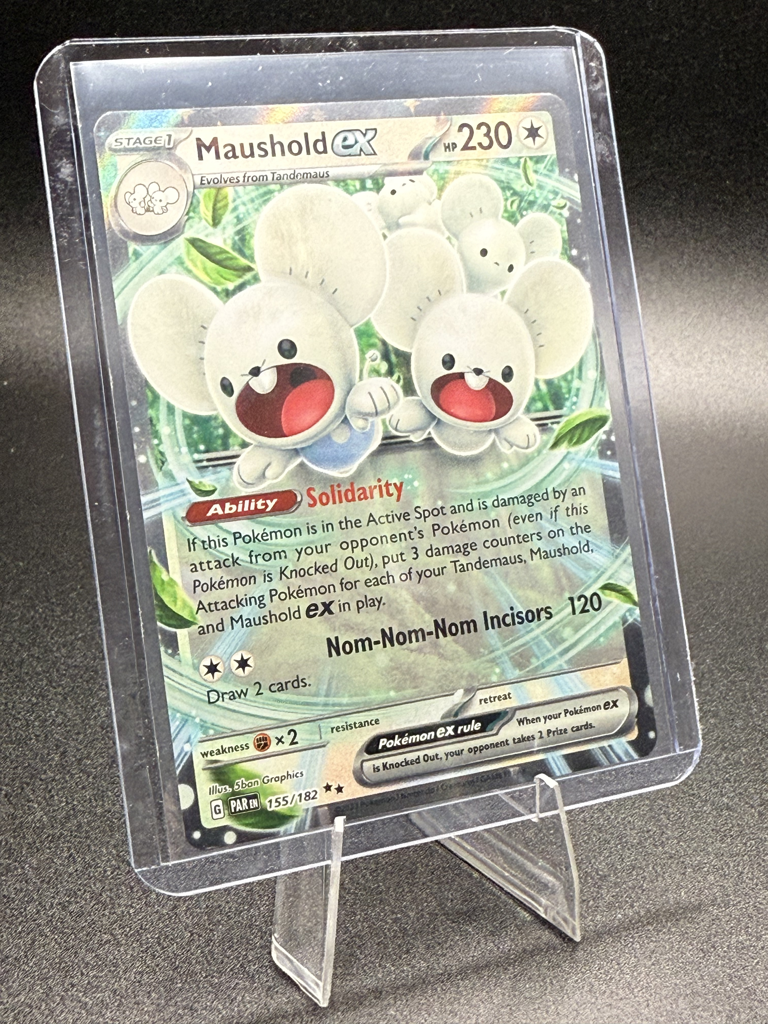 STAGE1 Maushold ex HP 230
Evolves from Tandemaus
Ability Solidarity
If this Pokémon is in the Active Spot and is damaged by an
attack from your opponent's Pokémon (even if this
Pokémon is Knocked Out), put 3 damage counters on the
Attacking Pokémon for each of your Tandemaus, Maushold,
and Maushold ex in play.
Nom-Nom-Nom Incisors 120
Draw 2 cards.
weakness ×2 resistance retreat
Pokémon ex rule When your Pokémon ex
is Knocked Out, your opponent takes 2 Prize cards.
Illus. 5ban Graphics
G PAR EN 155/182 ★★